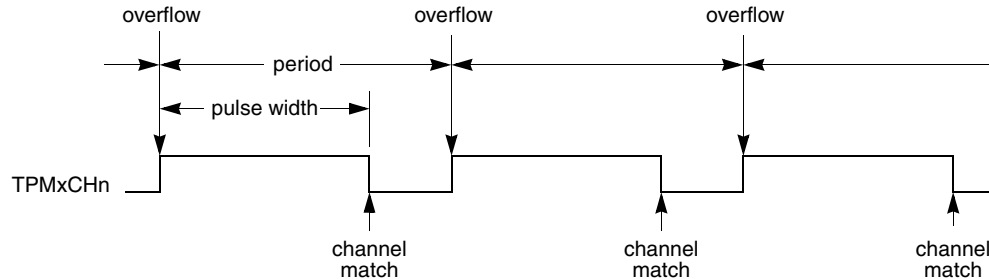 overflow overflow overflow
period
pulse width
TPMxCHn
channel match channel match channel match